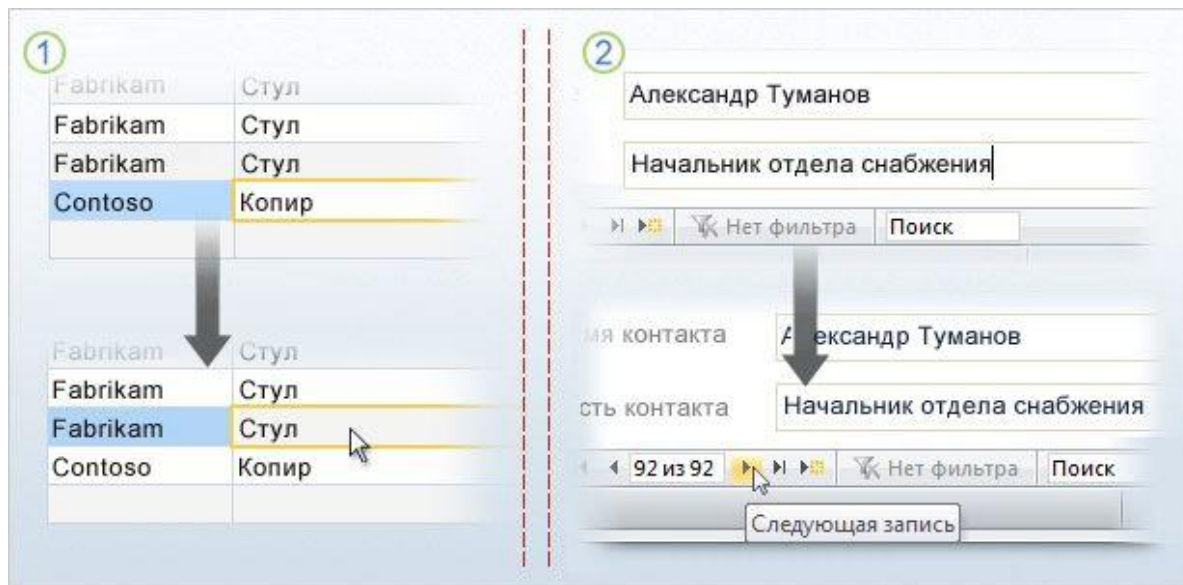 1
Fabrikam Стул
Fabrikam Стул
Fabrikam Стул
Contoso Копир
Fabrikam Стул
Fabrikam Стул
Fabrikam Стул
Contoso Копир
2
Александр Туманов
Начальник отдела снабжения
Нет фильтра Поиск
мя контакта А ександр Туманов
сть контакта Начальник отдела снабжения
92 из 92 Нет фильтра Поиск
Следующая запись